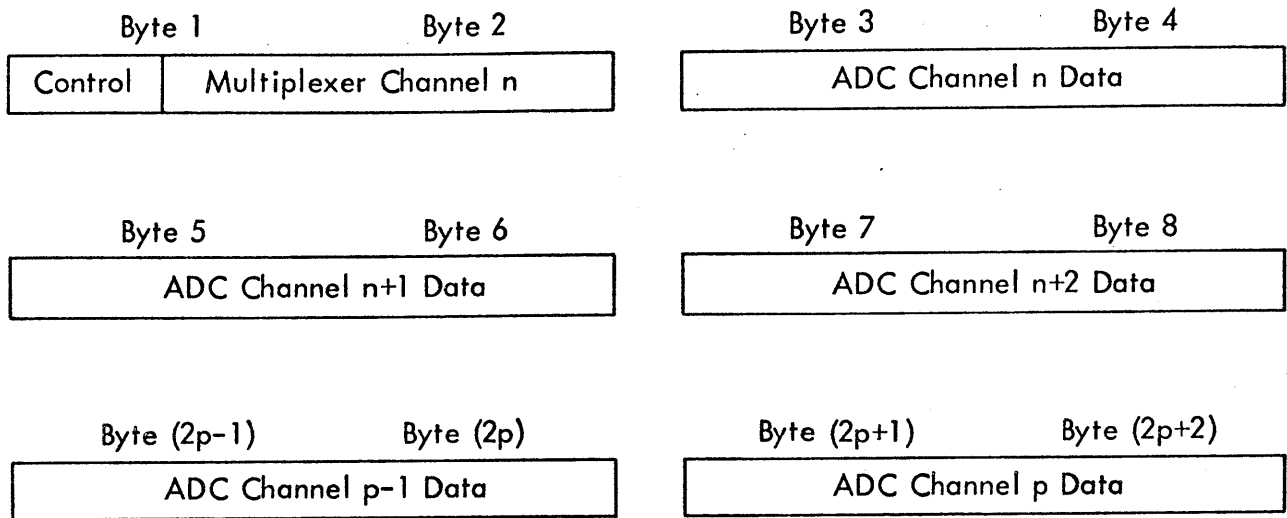 Byte 1 Byte 2 Byte 3 Byte 4
Control Multiplexer Channel n ADC Channel n Data
Byte 5 Byte 6 Byte 7 Byte 8
ADC Channel n+1 Data ADC Channel n+2 Data
Byte (2p-1) Byte (2p) Byte (2p+1) Byte (2p+2)
ADC Channel p-1 Data ADC Channel p Data